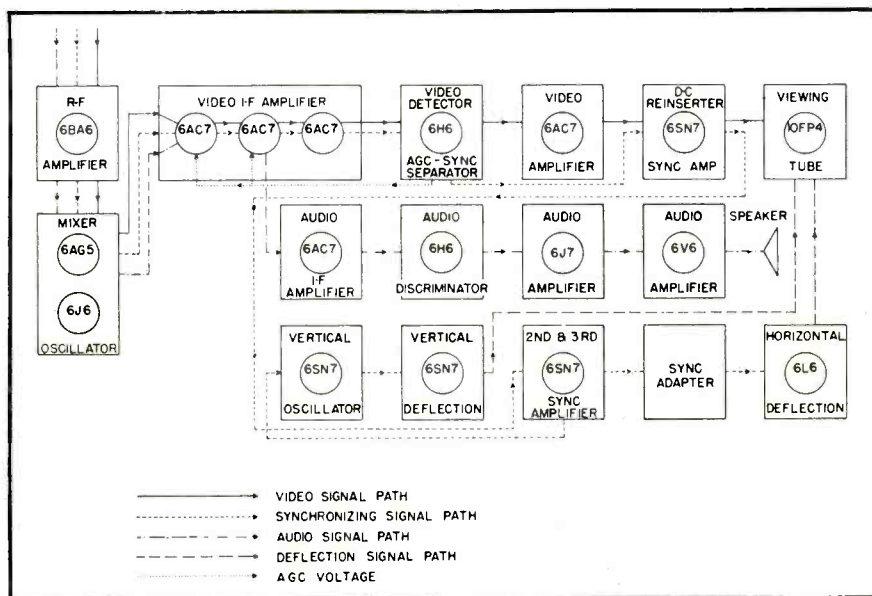 R-F
6BA6
AMPLIFIER
VIDEO I-F AMPLIFIER
6AC7
6AC7
6AC7
VIDEO
DETECTOR
6H6
AGC-SYNC
SEPARATOR
VIDEO
6AC7
AMPLIFIER
D-C
REINSERTER
6SN7
SYNC AMP
VIEWING
10FP4
TUBE
MIXER
6AG5
6J6
OSCILLATOR
AUDIO
6AC7
I-F
AMPLIFIER
AUDIO
6H6
DISCRIMINATOR
AUDIO
6J7
AMPLIFIER
AUDIO
6V6
AMPLIFIER
SPEAKER
VERTICAL
6SN7
OSCILLATOR
VERTICAL
6SN7
DEFLECTION
2ND & 3RD
6SN7
SYNC
AMPLIFIER
SYNC
ADAPTER
HORIZONTAL
6L6
DEFLECTION
VIDEO SIGNAL PATH
SYNCHRONIZING SIGNAL PATH
AUDIO SIGNAL PATH
DEFLECTION SIGNAL PATH
AGC VOLTAGE